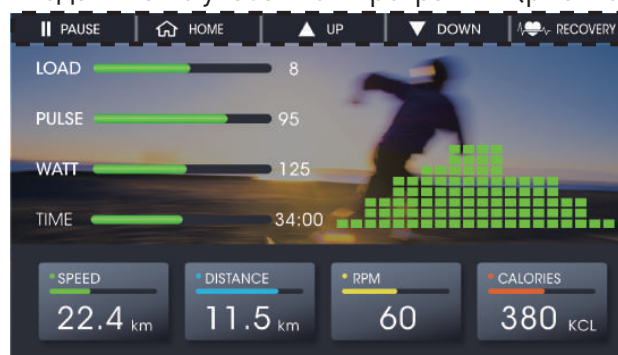 PAUSE HOME UP DOWN RECOVERY
LOAD 8
PULSE 95
WATT 125
TIME 34:00
SPEED DISTANCE RPM CALORIES
22.4 km 11.5 km 60 380 KCL